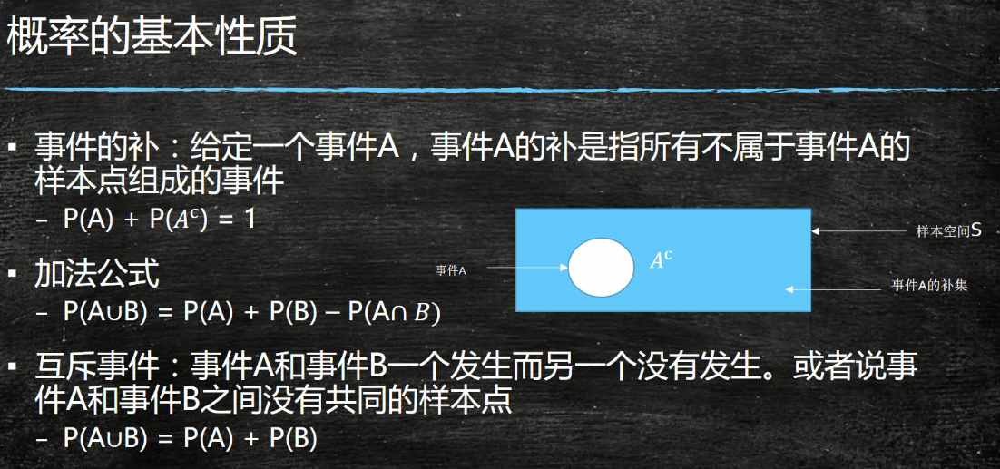 概率的基本性质
▪ 事件的补：给定一个事件A，事件A的补是指所有不属于事件A的
样本点组成的事件
– P(A) + P(Aᶜ) = 1
▪ 加法公式
– P(A∪B) = P(A) + P(B) – P(A∩ B)
▪ 互斥事件：事件A和事件B一个发生而另一个没有发生。或者说事
件A和事件B之间没有共同的样本点
– P(A∪B) = P(A) + P(B)
事件A
Aᶜ
样本空间S
事件A的补集